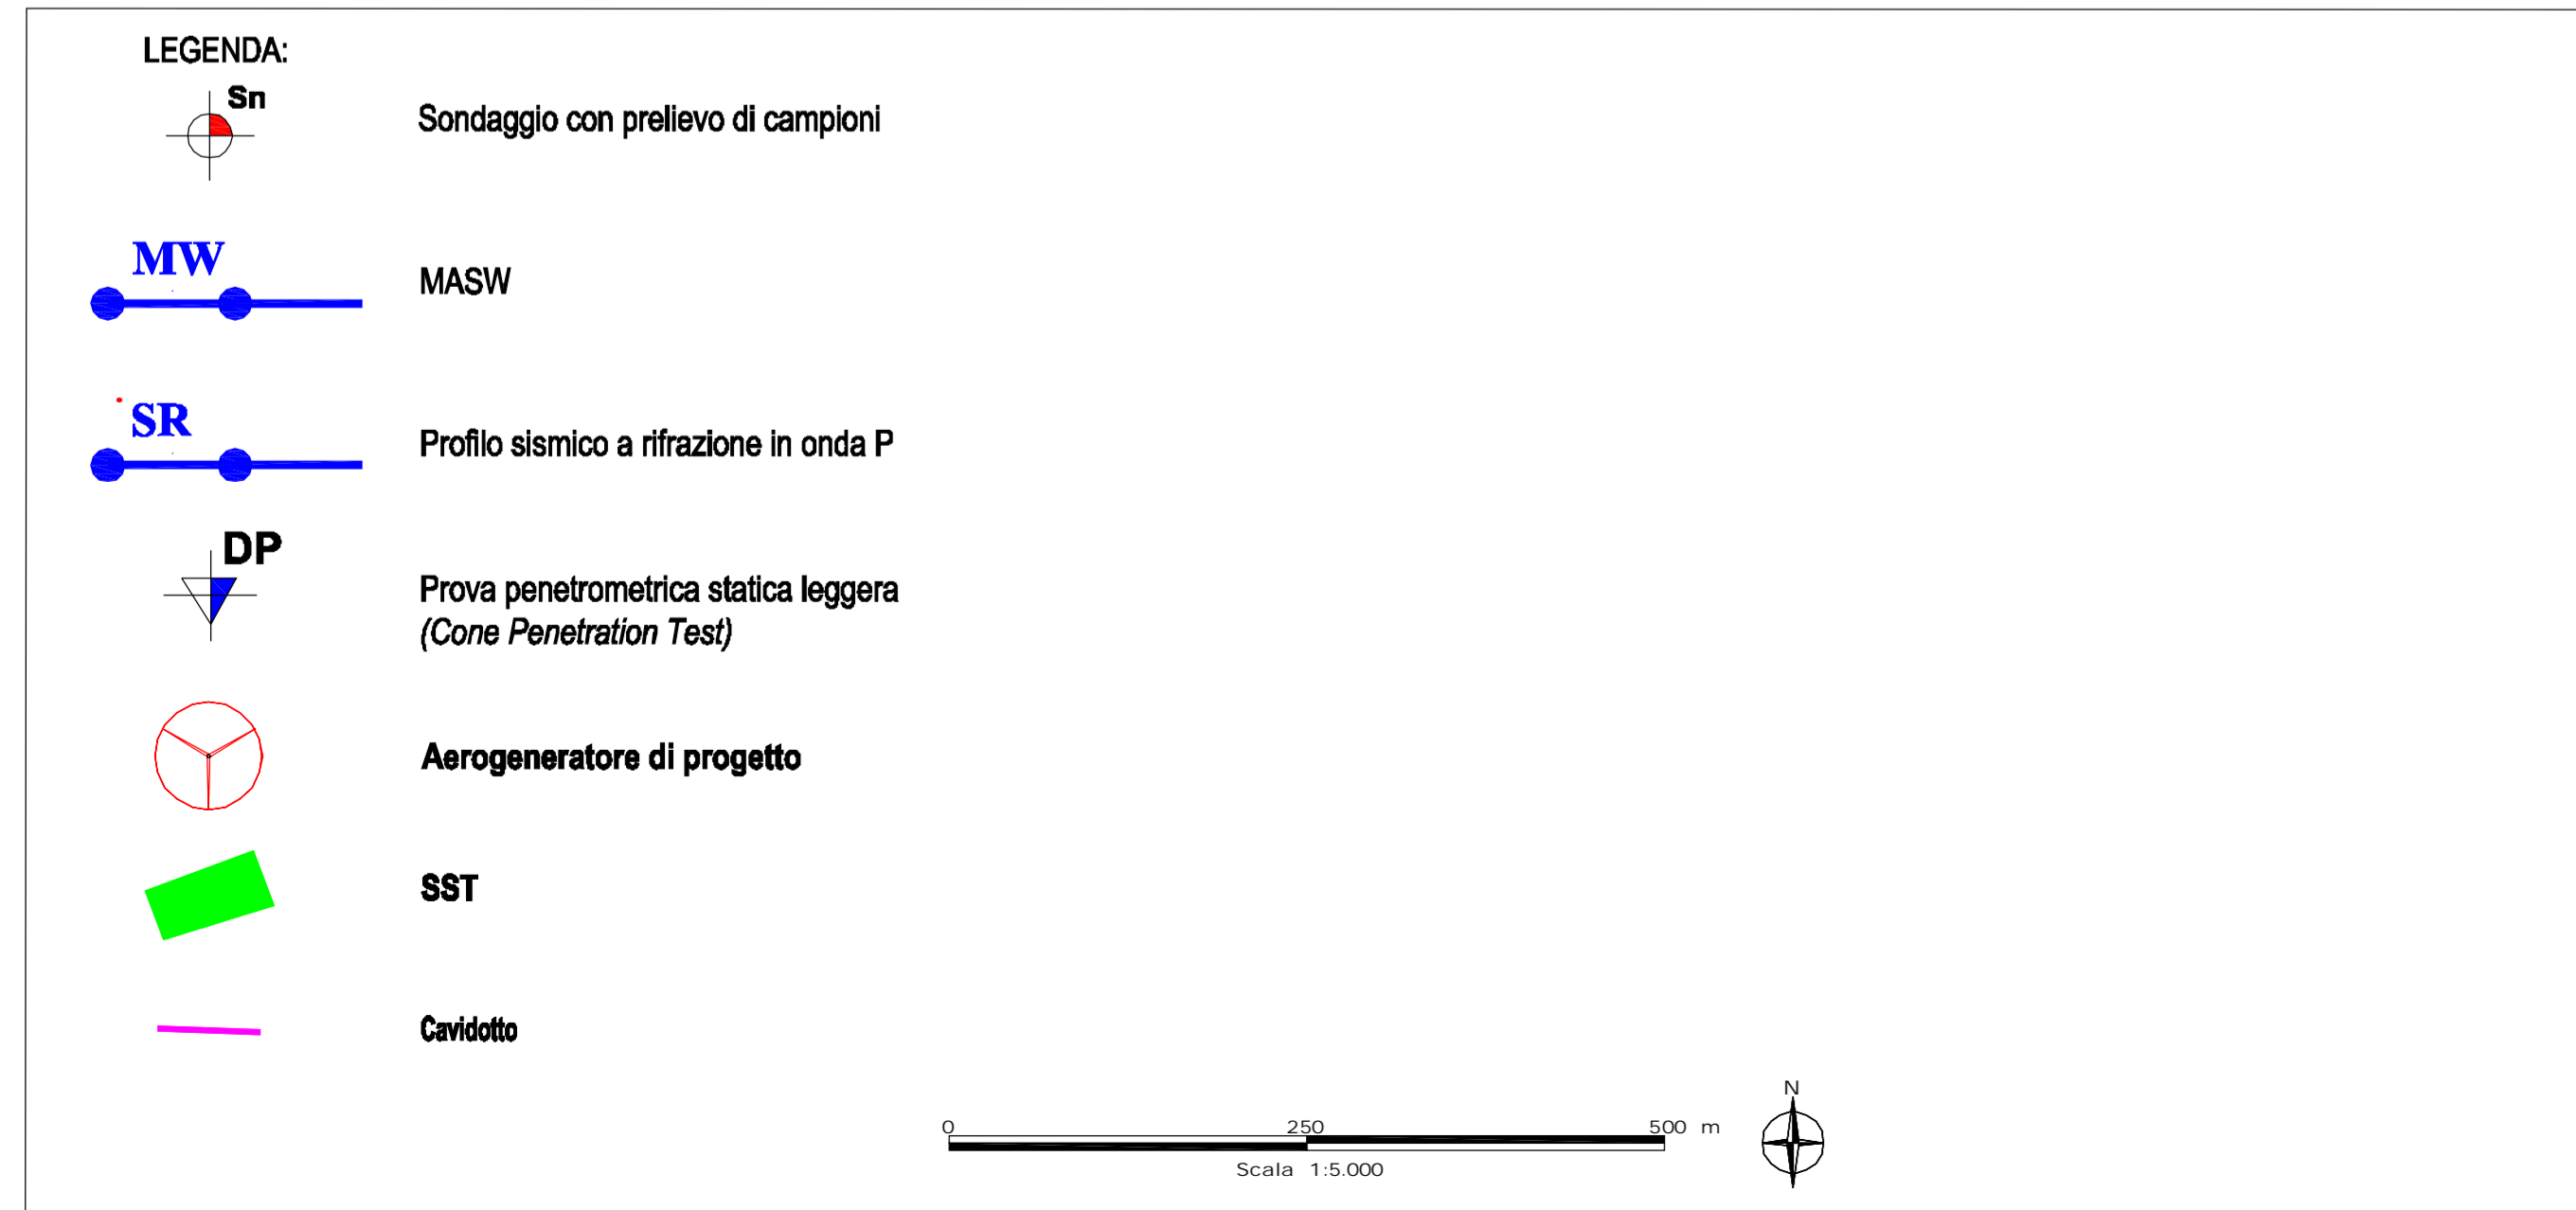 LEGENDA:
Sn
Sondaggio con prelievo di campioni
MW
MASW
SR
Profilo sismico a rifrazione in onda P
DP
Prova penetrometrica statica leggera
(Cone Penetration Test)
Aerogeneratore di progetto
SST
Cavidotto
N
0 250 500 m
Scala 1:5.000